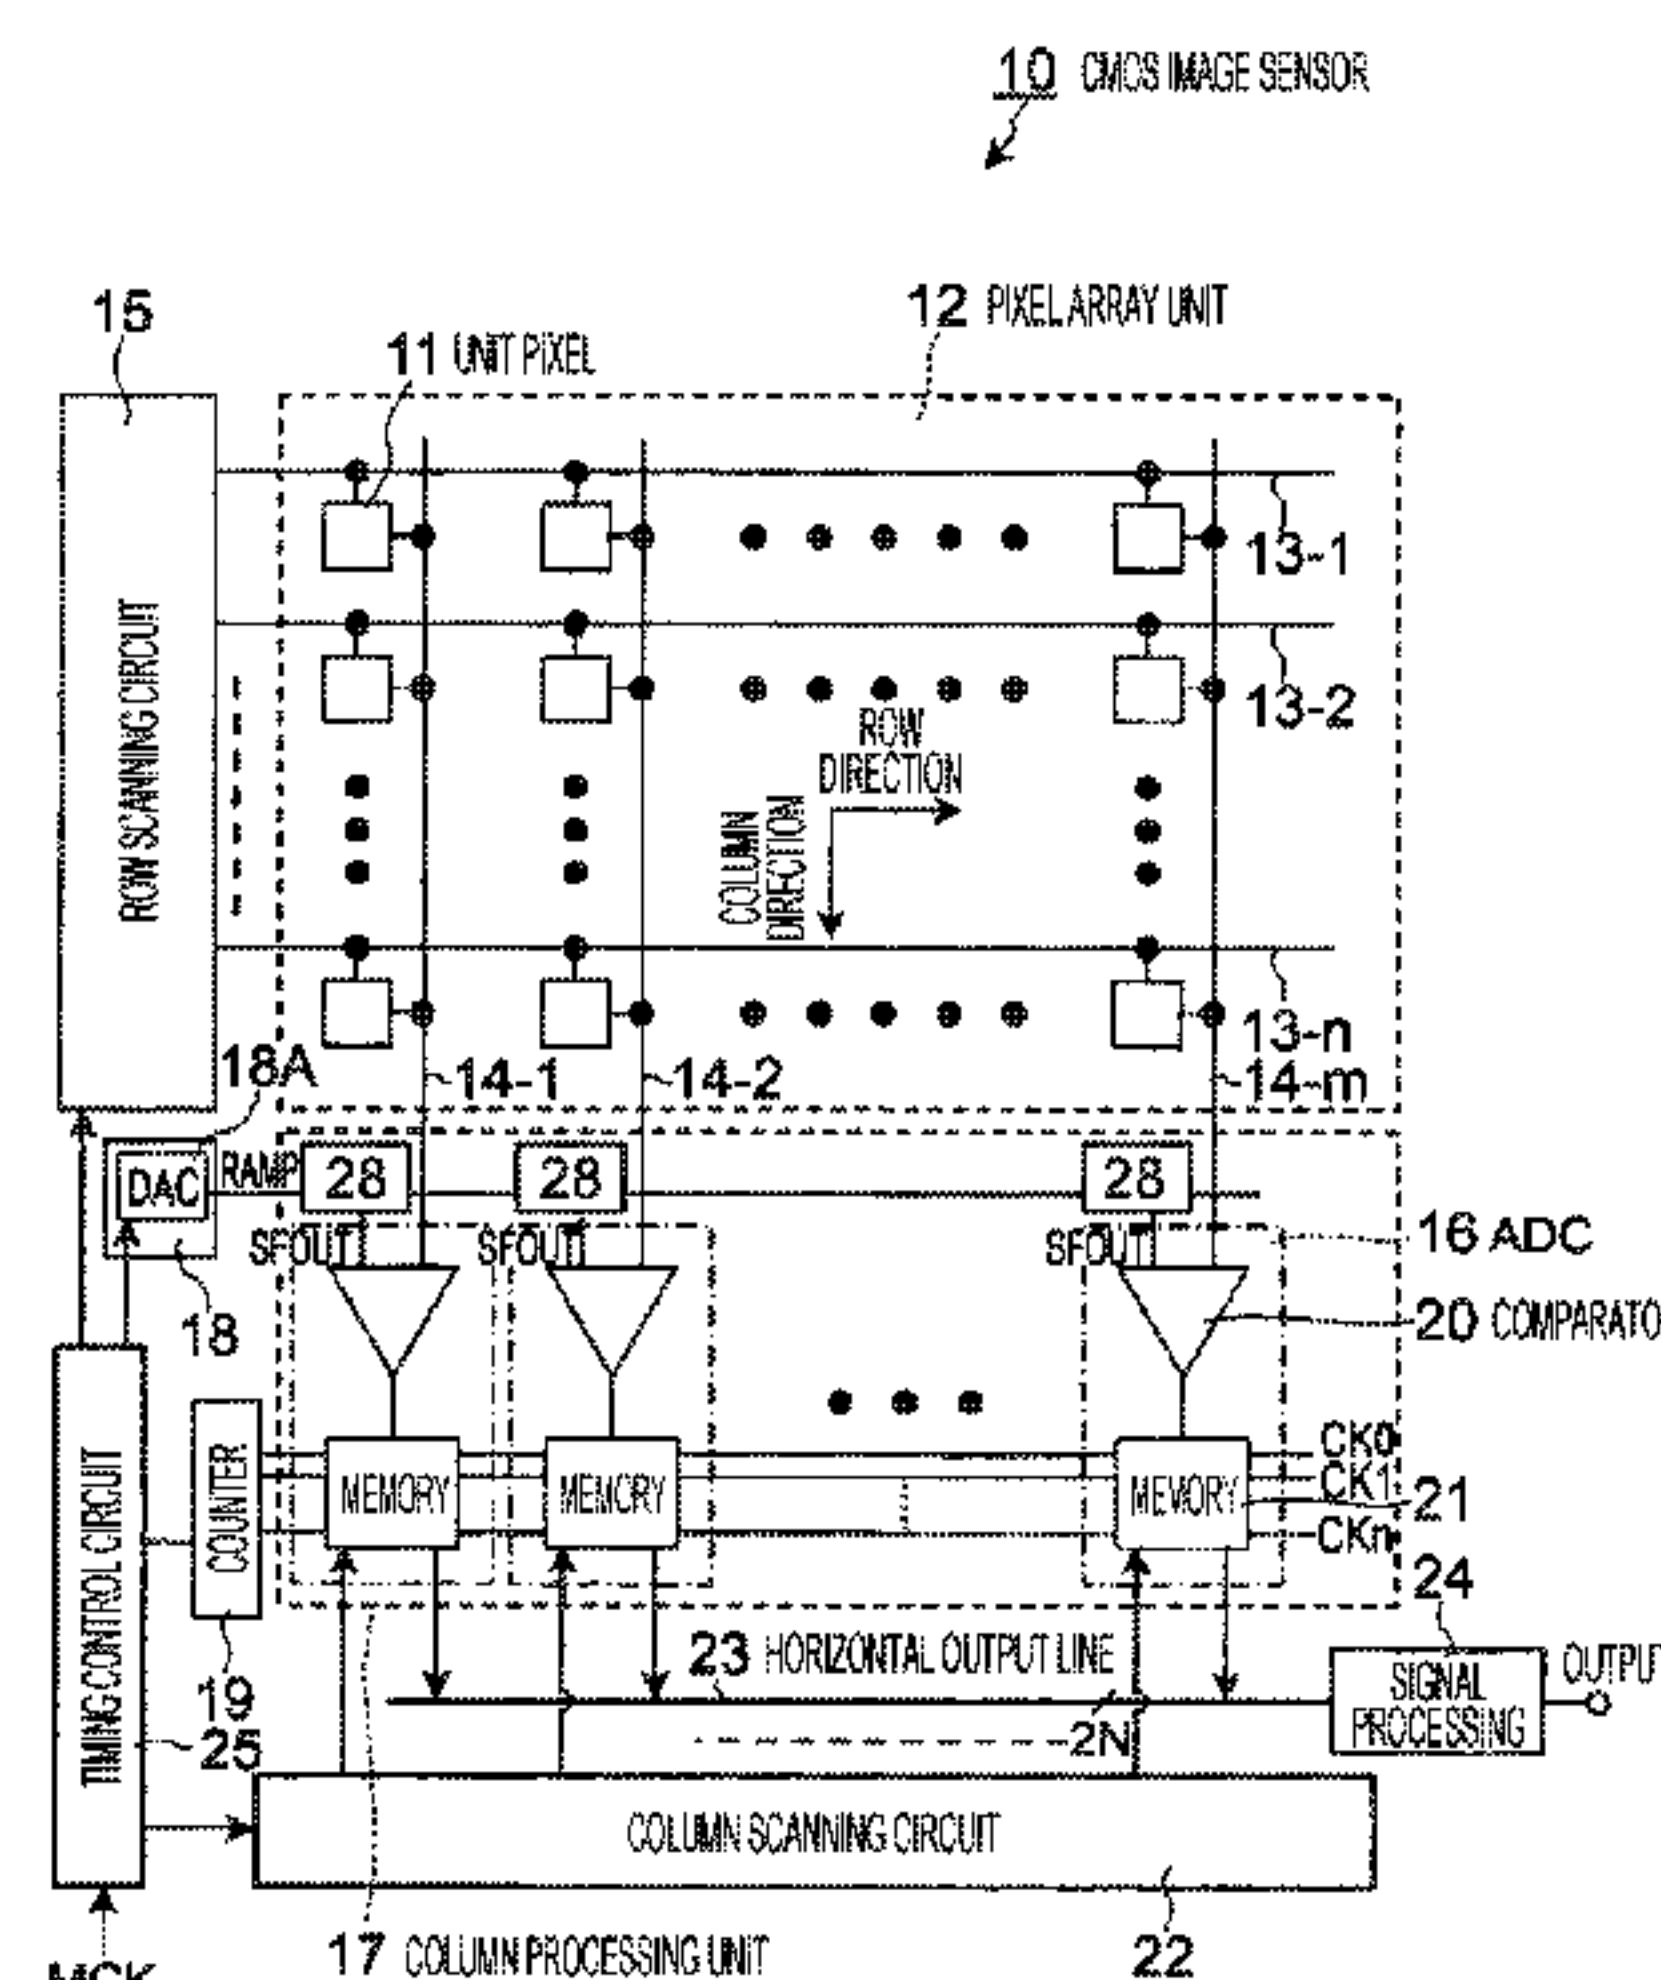 10 CMOS IMAGE SENSOR
15
12 PIXEL ARRAY UNIT
11 UNIT PIXEL
13-1
ROW SCANNING CIRCUIT
13-2
ROW
DIRECTION
COLUMN
DIRECTION
13-n
18A
14-1
14-2
14-m
DAC
RAMP
28
28
28
SFOUT
SFOUT
SFOUT
16 ADC
18
20 COMPARATO
TIMING CONTROL CIRCUIT
COUNTER
MEMORY
MEMORY
MEMORY
CK0
CK1
21
CKn
24
23 HORIZONTAL OUTPUT LINE
SIGNAL
PROCESSING
OUTPU
19
25
2N
COLUMN SCANNING CIRCUIT
17 COLUMN PROCESSING UNIT
22
MCK